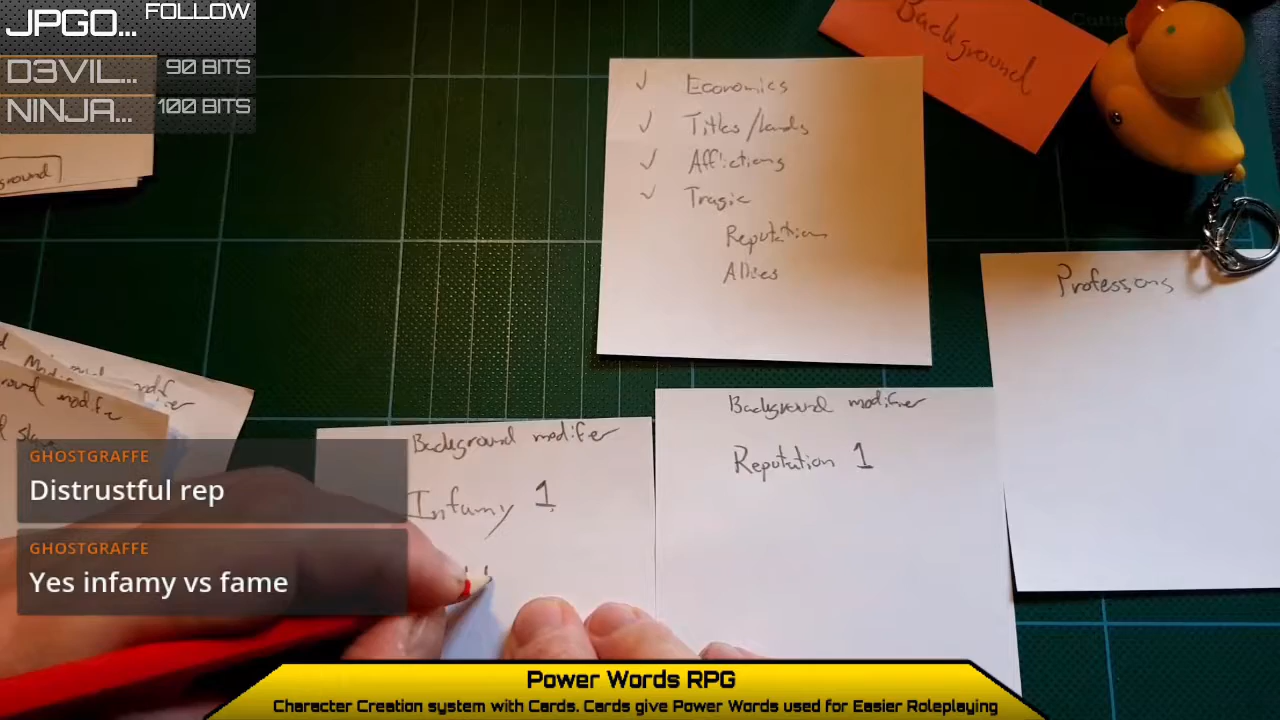 JPGO...
FOLLOW
D3VIL...
90 BITS
NINJA...
100 BITS
Background
✓ Economics
✓ Titles/lands
✓ Afflictions
✓ Tragic
Reputation
Allies
Professions
Background modifer
Infamy 1
Background modifier
Reputation 1
GHOSTGRAFFE
Distrustful rep
GHOSTGRAFFE
Yes infamy vs fame
Power Words RPG
Character Creation system with Cards. Cards give Power Words used for Easier Roleplaying